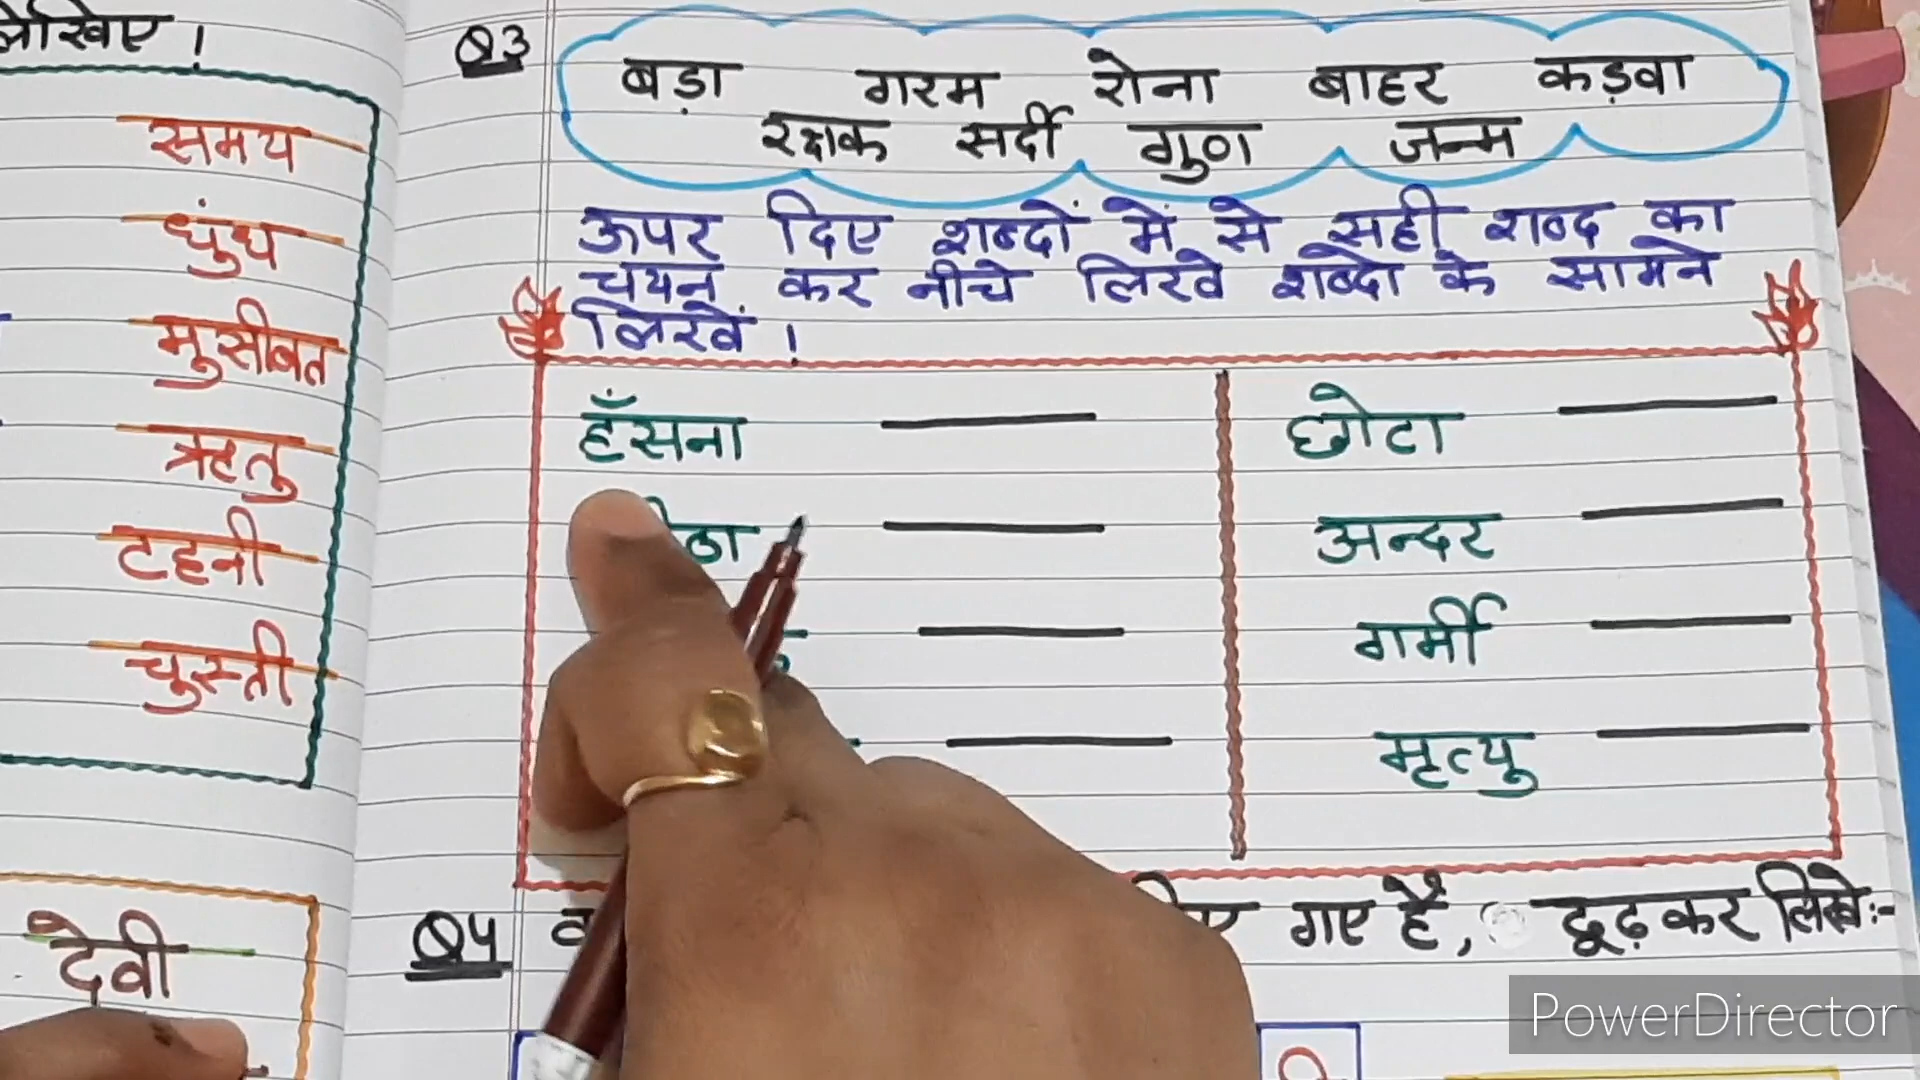 लेखिए।
समय
धुंध
मुसीबत
ऋतु
टहनी
चुस्ती
देवी
Q3
बड़ा गरम रोना बाहर कड़वा
रक्षक सर्दी गुण जन्म
ऊपर दिए शब्दों में से सही शब्द का
चयन कर नीचे लिखे शब्दो के सामने
लिखें।
हँसना
छोटा
अन्दर
गर्मी
मृत्यु
Q4
गए है, ढूढ़कर लिखे:-
PowerDirector